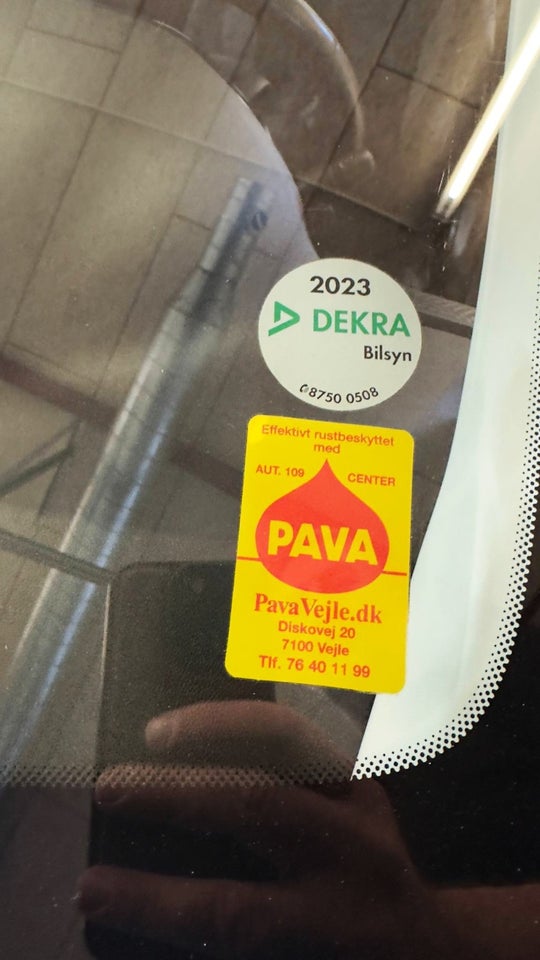 2023
DEKRA
Bilsyn
8750 0508
Effektivt rustbeskyttet
med
AUT. 109 CENTER
PAVA
PavaVejle.dk
Diskovej 20
7100 Vejle
Tlf. 76 40 11 99